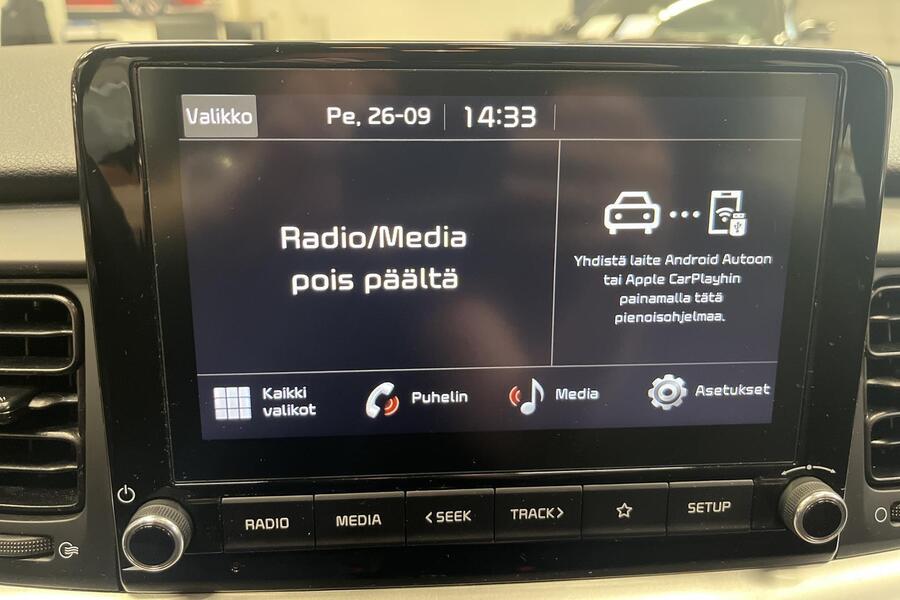 Valikko
Pe, 26-09
14:33
Radio/Media
pois päältä
Yhdistä laite Android Autoon
tai Apple CarPlayhin
painamalla tätä
pienoisohjelmaa.
Kaikki
valikot
Puhelin
Media
Asetukset
RADIO
MEDIA
<SEEK
TRACK>
SETUP